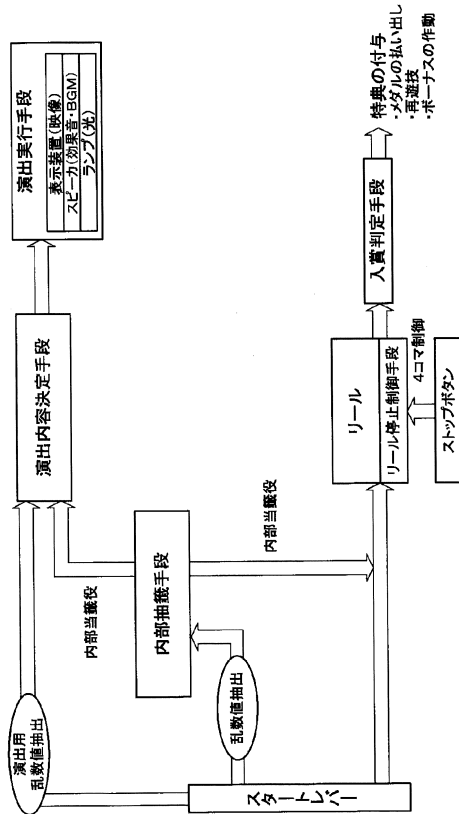 演出用
乱数値抽出
演出内容決定手段
演出実行手段
表示装置(映像)
スピーカ(効果音・BGM)
ランプ(光)
内部当籤役
内部抽籤手段
内部当籤役
乱数値抽出
スタートレバー
リール
リール停止制御手段
4コマ制御
ストップボタン
入賞判定手段
特典の付与
・メダルの払い出し
・再遊技
・ボーナスの作動